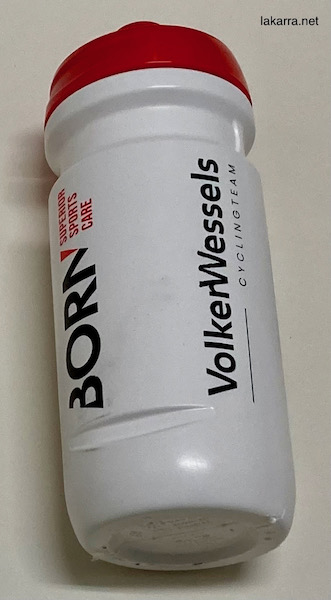 lakarra.net
BORN
SUPERIOR
SPORTS
CARE
VolkerWessels
CYCLINGTEAM